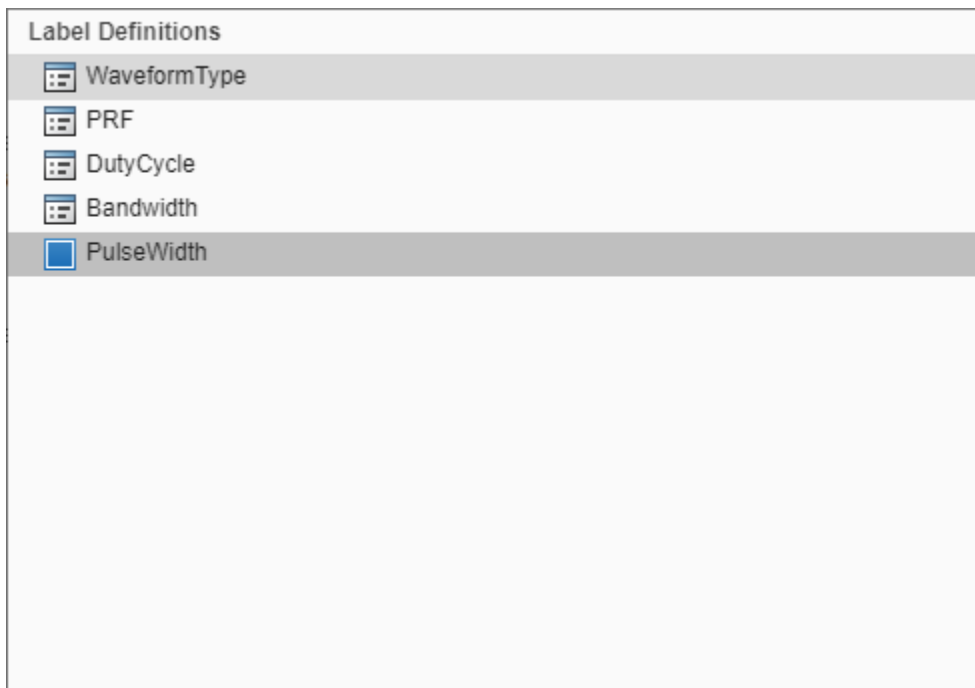 Label Definitions
WaveformType
PRF
DutyCycle
Bandwidth
PulseWidth